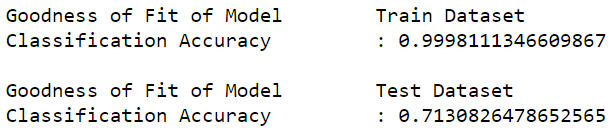 Goodness of Fit of Model        Train Dataset
Classification Accuracy         : 0.9998111346609867

Goodness of Fit of Model        Test Dataset
Classification Accuracy         : 0.7130826478652565